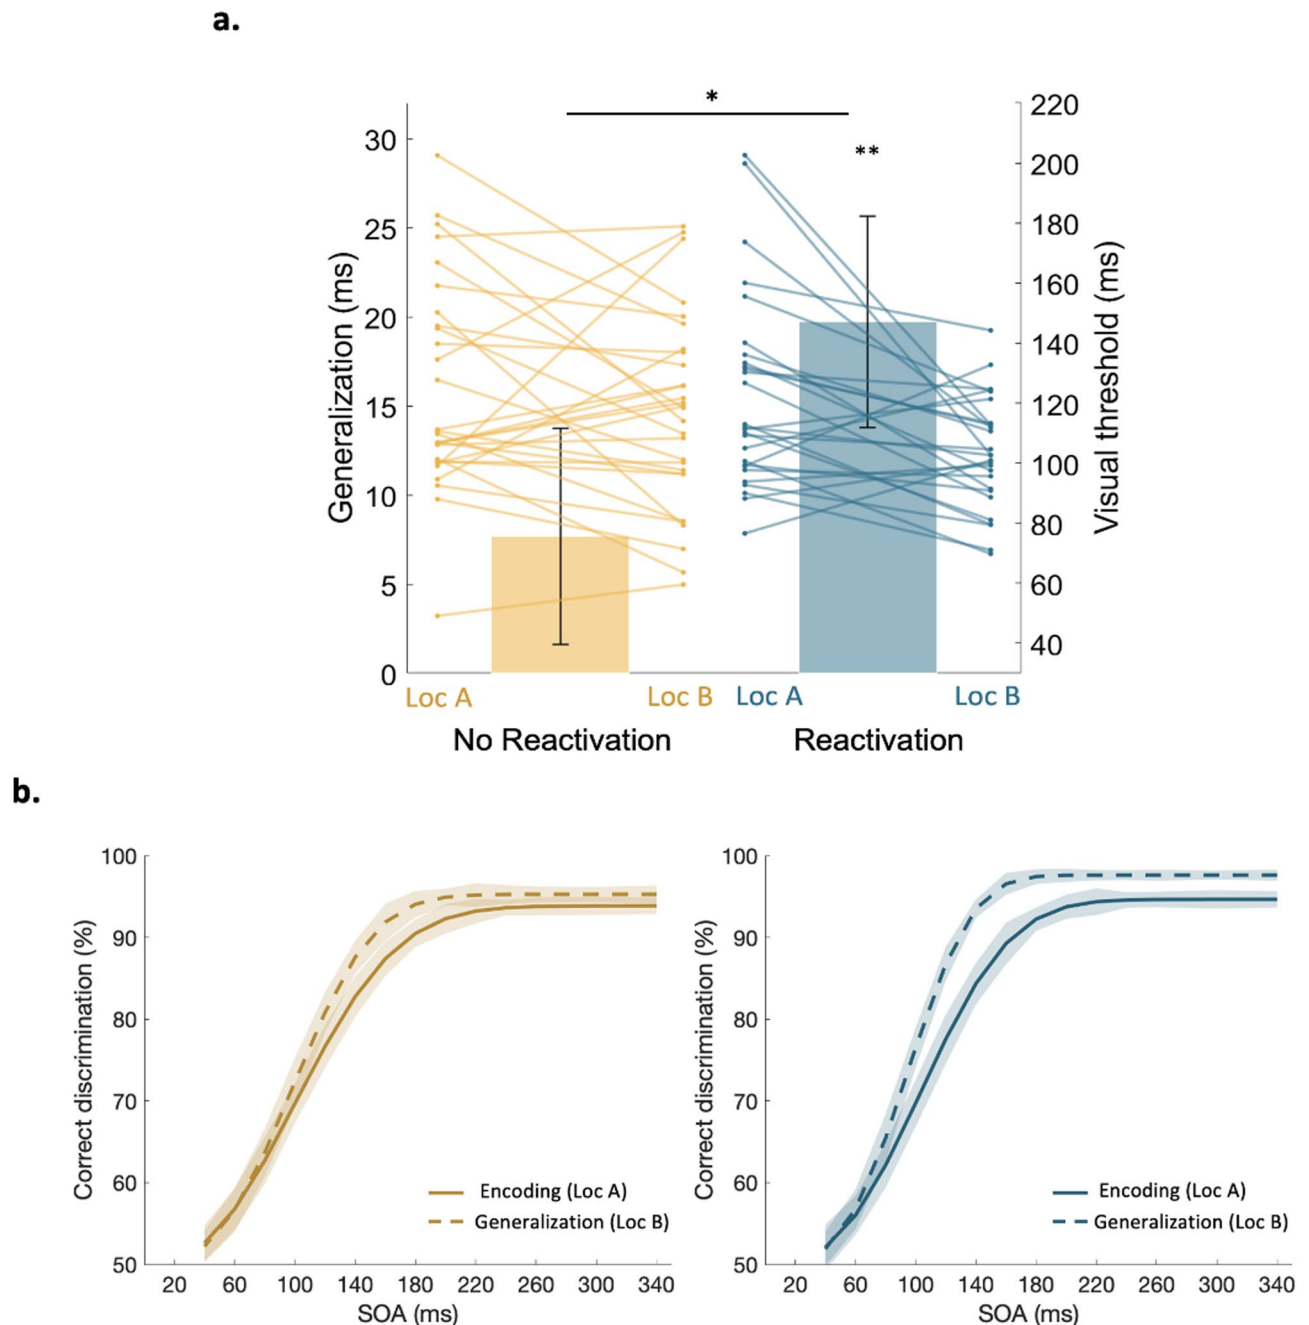 a.
*
**
Generalization (ms)
30
25
20
15
10
5
0
220
200
180
160
140
120
100
80
60
40
Visual threshold (ms)
Loc A
Loc B
Loc A
Loc B
No Reactivation
Reactivation
b.
Correct discrimination (%)
100
90
80
70
60
50
Encoding (Loc A)
Generalization (Loc B)
20 60 100 140 180 220 260 300 340
SOA (ms)
Correct discrimination (%)
100
90
80
70
60
50
Encoding (Loc A)
Generalization (Loc B)
20 60 100 140 180 220 260 300 340
SOA (ms)